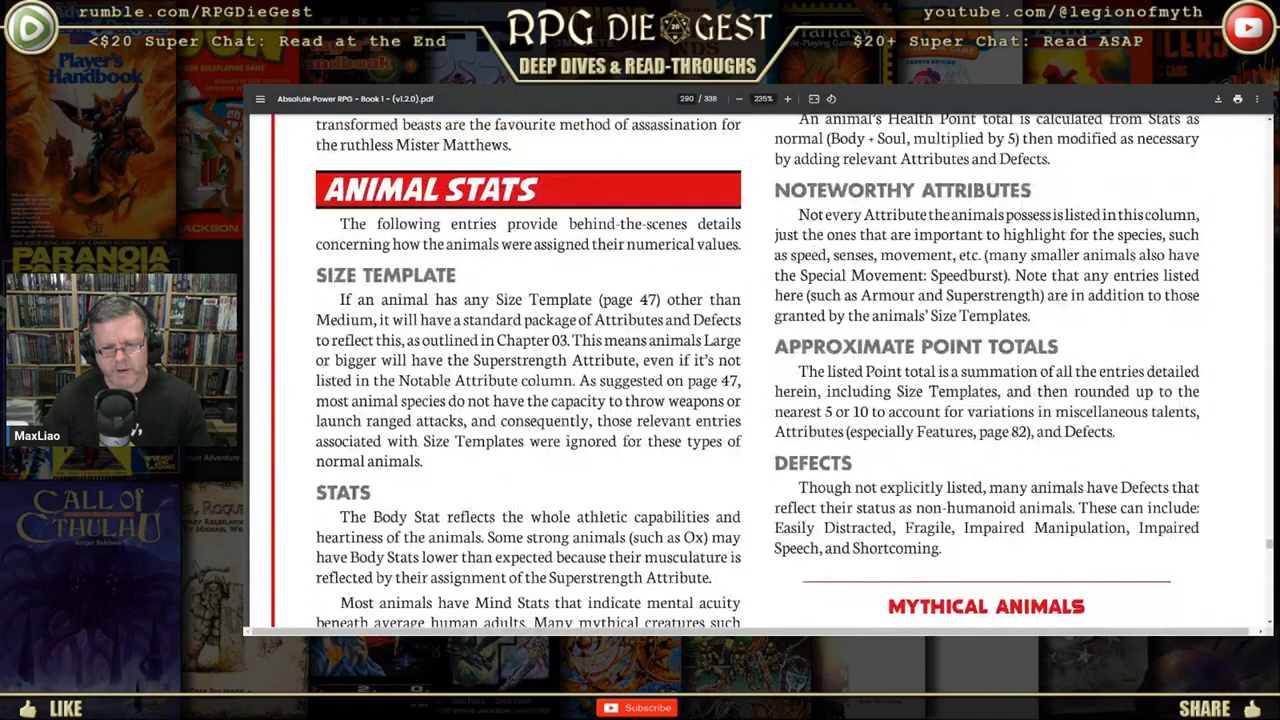 rumble.com/RPGDieGest
<$20 Super Chat: Read at the End
RPG DIE GEST
DEEP DIVES & READ-THROUGHS
youtube.com/@legionofmyth
$20+ Super Chat: Read ASAP
Player's
Handbook
PARANOIA
JACKSON
CALL OF
CTHULHU
MaxLiao
Absolute Power RPG - Book 1 - (v1.2.0).pdf
290 / 338
235%
transformed beasts are the favourite method of assassination for
the ruthless Mister Matthews.
ANIMAL STATS
The following entries provide behind-the-scenes details
concerning how the animals were assigned their numerical values.
SIZE TEMPLATE
If an animal has any Size Template (page 47) other than
Medium, it will have a standard package of Attributes and Defects
to reflect this, as outlined in Chapter 03. This means animals Large
or bigger will have the Superstrength Attribute, even if it's not
listed in the Notable Attribute column. As suggested on page 47,
most animal species do not have the capacity to throw weapons or
launch ranged attacks, and consequently, those relevant entries
associated with Size Templates were ignored for these types of
normal animals.
STATS
The Body Stat reflects the whole athletic capabilities and
heartiness of the animals. Some strong animals (such as Ox) may
have Body Stats lower than expected because their musculature is
reflected by their assignment of the Superstrength Attribute.
Most animals have Mind Stats that indicate mental acuity
beneath average human adults. Many mythical creatures such
An animal's Health Point total is calculated from Stats as
normal (Body + Soul, multiplied by 5) then modified as necessary
by adding relevant Attributes and Defects.
NOTEWORTHY ATTRIBUTES
Not every Attribute the animals possess is listed in this column,
just the ones that are important to highlight for the species, such
as speed, senses, movement, etc. (many smaller animals also have
the Special Movement: Speedburst). Note that any entries listed
here (such as Armour and Superstrength) are in addition to those
granted by the animals' Size Templates.
APPROXIMATE POINT TOTALS
The listed Point total is a summation of all the entries detailed
herein, including Size Templates, and then rounded up to the
nearest 5 or 10 to account for variations in miscellaneous talents,
Attributes (especially Features, page 82), and Defects.
DEFECTS
Though not explicitly listed, many animals have Defects that
reflect their status as non-humanoid animals. These can include:
Easily Distracted, Fragile, Impaired Manipulation, Impaired
Speech, and Shortcoming.
MYTHICAL ANIMALS
LIKE
Subscribe
SHARE